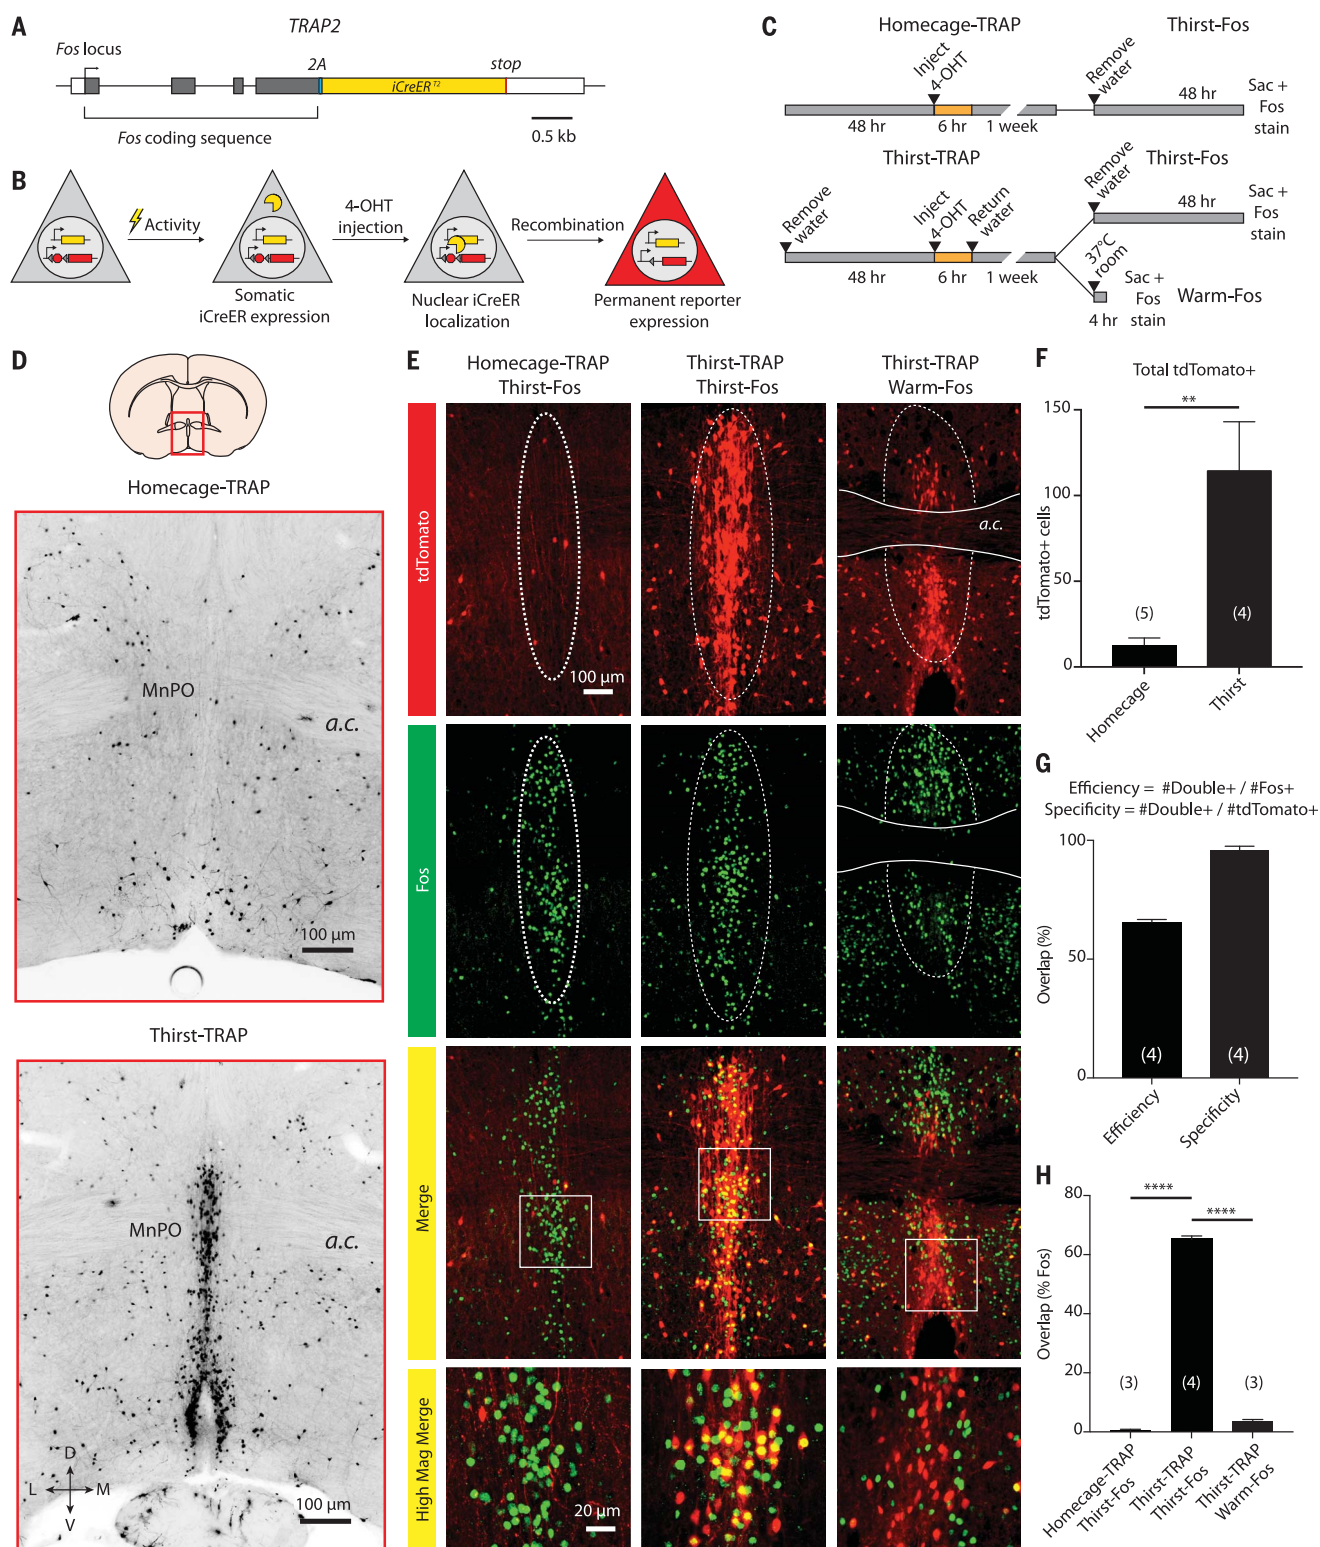 A
TRAP2
Fos locus
2A
stop
iCreER^T2
Fos coding sequence
0.5 kb
B
Activity
4-OHT
injection
Recombination
Somatic
iCreER expression
Nuclear iCreER
localization
Permanent reporter
expression
C
Homecage-TRAP
Thirst-Fos
Inject
4-OHT
Remove
water
48 hr
6 hr
1 week
48 hr
Sac +
Fos
stain
Thirst-TRAP
Thirst-Fos
Remove
water
Inject
4-OHT
Return
water
Remove
water
48 hr
6 hr
1 week
48 hr
Sac +
Fos
stain
37°C
room
4 hr
Sac +
Fos
stain
Warm-Fos
D
Homecage-TRAP
MnPO
a.c.
100 μm
Thirst-TRAP
MnPO
a.c.
D
L
M
V
100 μm
E
Homecage-TRAP
Thirst-Fos
Thirst-TRAP
Thirst-Fos
Thirst-TRAP
Warm-Fos
tdTomato
100 μm
a.c.
Fos
Merge
High Mag Merge
20 μm
F
Total tdTomato+
**
150
100
50
0
tdTomato+ cells
(5)
(4)
Homecage
Thirst
G
Efficiency = #Double+ / #Fos+
Specificity = #Double+ / #tdTomato+
100
50
0
Overlap (%)
(4)
(4)
Efficiency
Specificity
H
****
****
80
60
40
20
0
Overlap (% Fos)
(3)
(4)
(3)
Homecage-TRAP
Thirst-Fos
Thirst-TRAP
Thirst-Fos
Thirst-TRAP
Warm-Fos